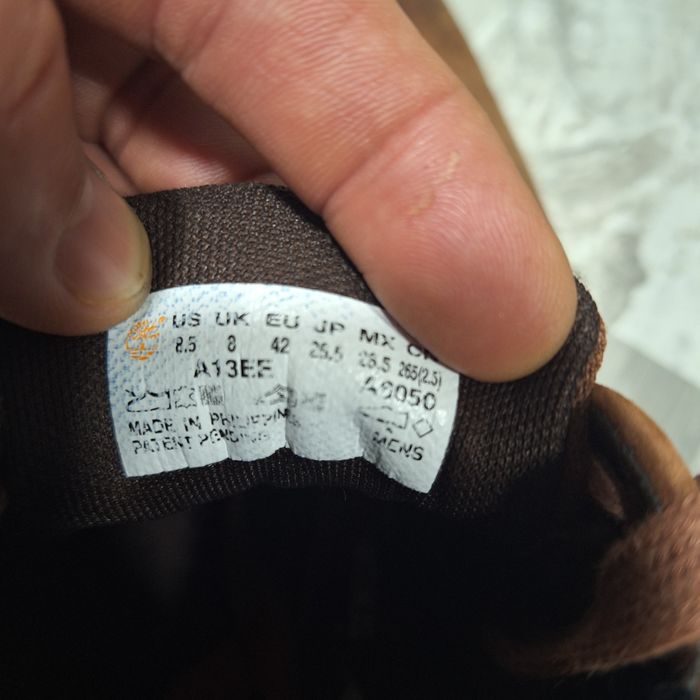 US UK EU JP MX
8.5 8 42 26.5 26.5 265(2.5)
A13EE A6050
MADE IN PHILIPPINES
PATENT PENDING MENS